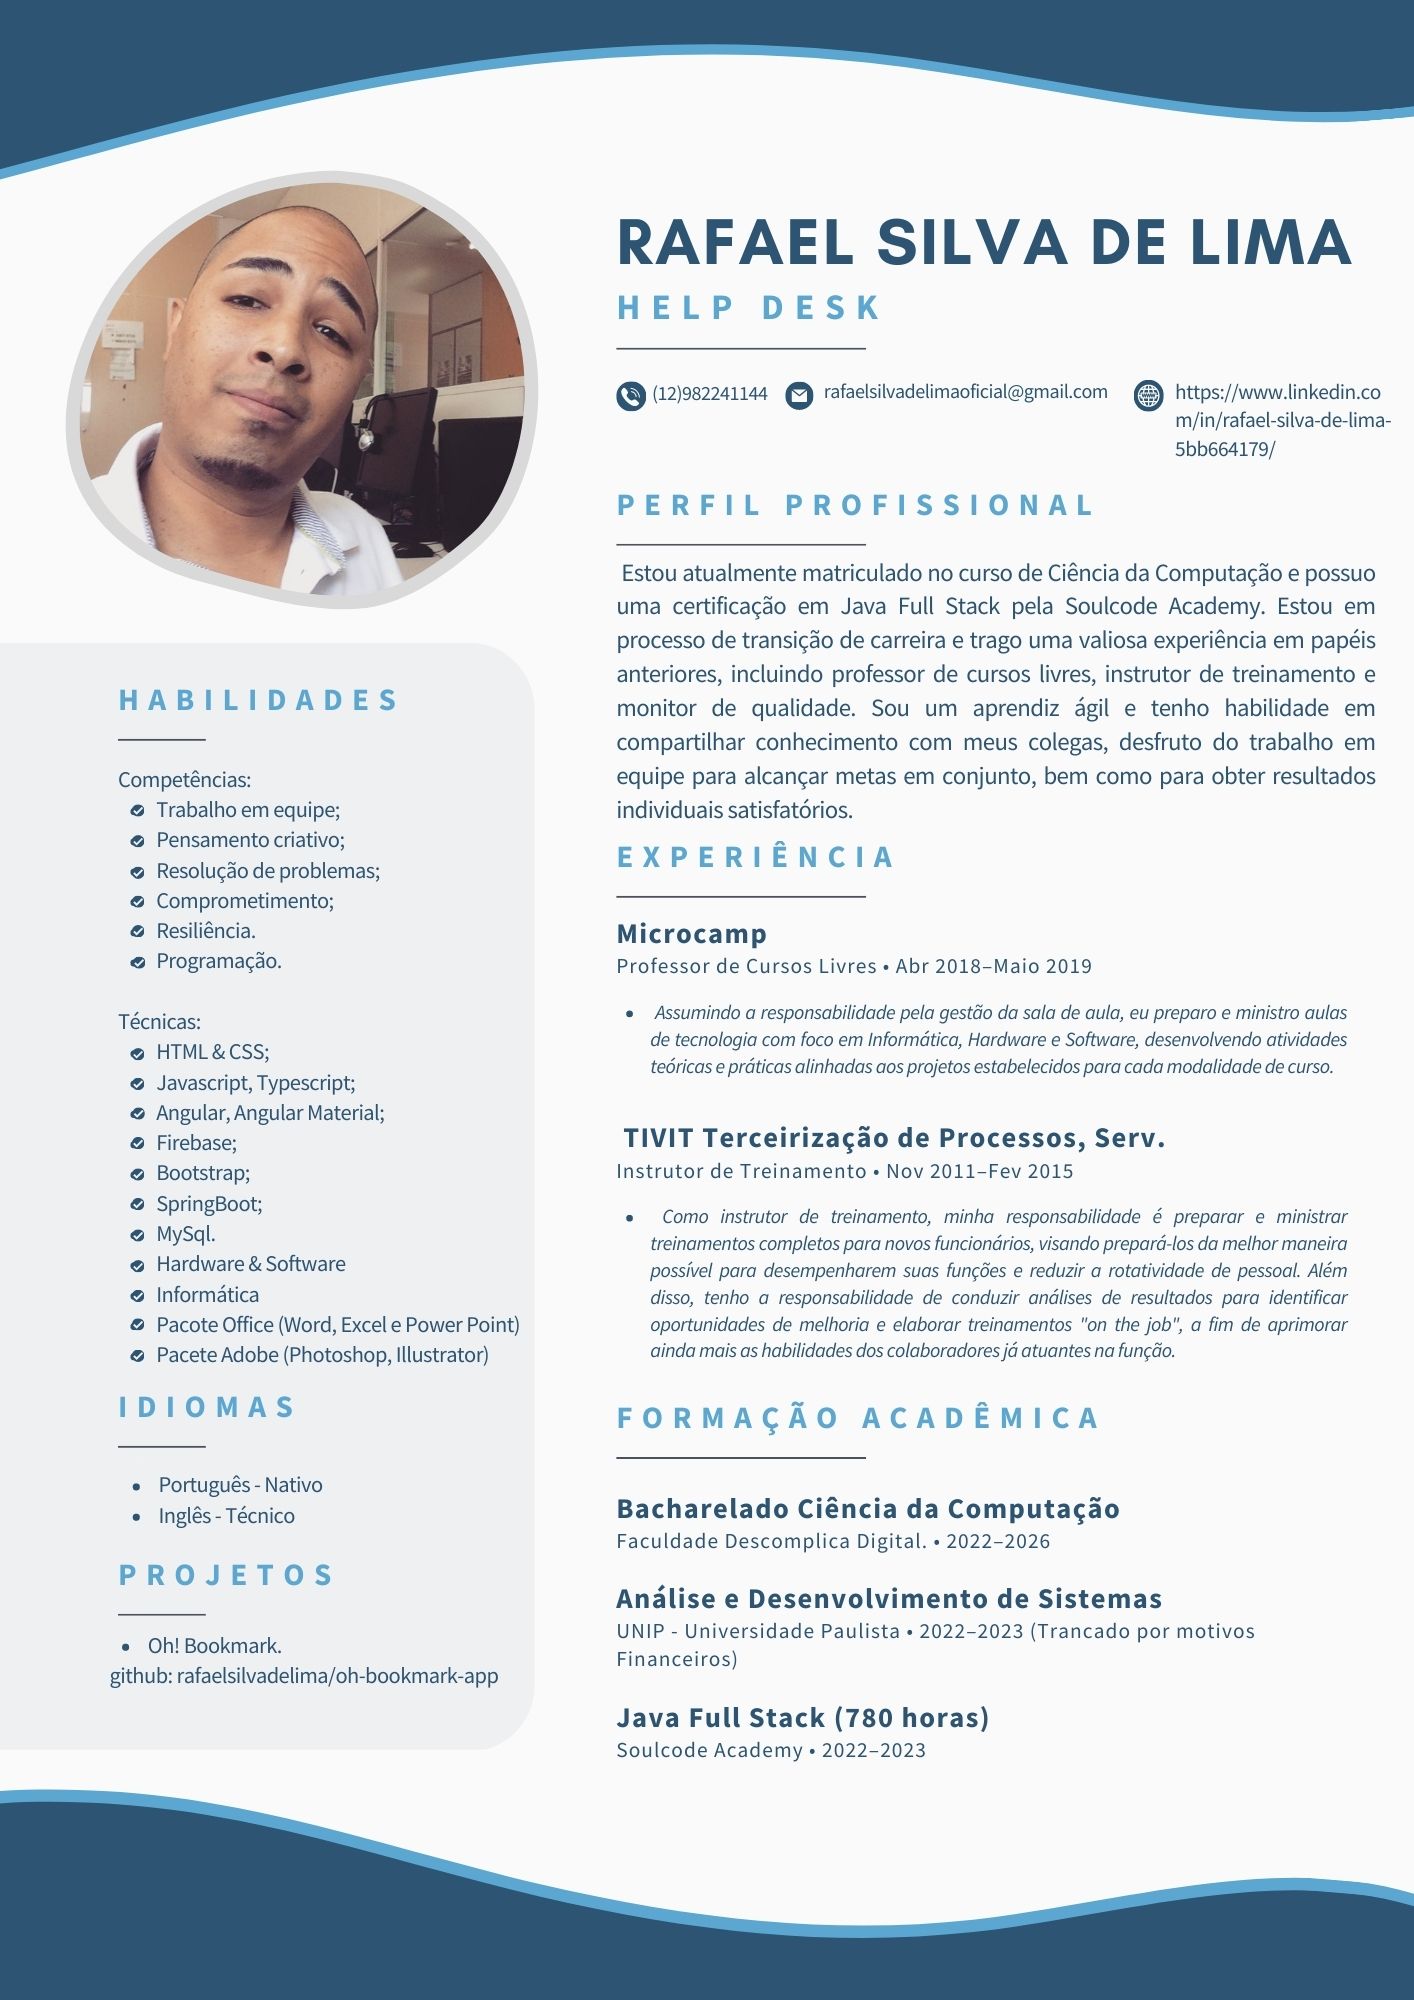 RAFAEL SILVA DE LIMA
HELP DESK
(12)982241144
rafaelsilvadelimaoficial@gmail.com
https://www.linkedin.co
m/in/rafael-silva-de-lima-
5bb664179/
PERFIL PROFISSIONAL
Estou atualmente matriculado no curso de Ciência da Computação e possuo
uma certificação em Java Full Stack pela Soulcode Academy. Estou em
processo de transição de carreira e trago uma valiosa experiência em papéis
anteriores, incluindo professor de cursos livres, instrutor de treinamento e
monitor de qualidade. Sou um aprendiz ágil e tenho habilidade em
compartilhar conhecimento com meus colegas, desfruto do trabalho em
equipe para alcançar metas em conjunto, bem como para obter resultados
individuais satisfatórios.
EXPERIÊNCIA
Microcamp
Professor de Cursos Livres • Abr 2018–Maio 2019
• Assumindo a responsabilidade pela gestão da sala de aula, eu preparo e ministro aulas
de tecnologia com foco em Informática, Hardware e Software, desenvolvendo atividades
teóricas e práticas alinhadas aos projetos estabelecidos para cada modalidade de curso.
TIVIT Terceirização de Processos, Serv.
Instrutor de Treinamento • Nov 2011–Fev 2015
• Como instrutor de treinamento, minha responsabilidade é preparar e ministrar
treinamentos completos para novos funcionários, visando prepará-los da melhor maneira
possível para desempenharem suas funções e reduzir a rotatividade de pessoal. Além
disso, tenho a responsabilidade de conduzir análises de resultados para identificar
oportunidades de melhoria e elaborar treinamentos "on the job", a fim de aprimorar
ainda mais as habilidades dos colaboradores já atuantes na função.
FORMAÇÃO ACADÊMICA
Bacharelado Ciência da Computação
Faculdade Descomplica Digital. • 2022–2026
Análise e Desenvolvimento de Sistemas
UNIP - Universidade Paulista • 2022–2023 (Trancado por motivos
Financeiros)
Java Full Stack (780 horas)
Soulcode Academy • 2022–2023
HABILIDADES
Competências:
Trabalho em equipe;
Pensamento criativo;
Resolução de problemas;
Comprometimento;
Resiliência.
Programação.
Técnicas:
HTML & CSS;
Javascript, Typescript;
Angular, Angular Material;
Firebase;
Bootstrap;
SpringBoot;
MySql.
Hardware & Software
Informática
Pacote Office (Word, Excel e Power Point)
Pacete Adobe (Photoshop, Illustrator)
IDIOMAS
• Português - Nativo
• Inglês - Técnico
PROJETOS
• Oh! Bookmark.
github: rafaelsilvadelima/oh-bookmark-app